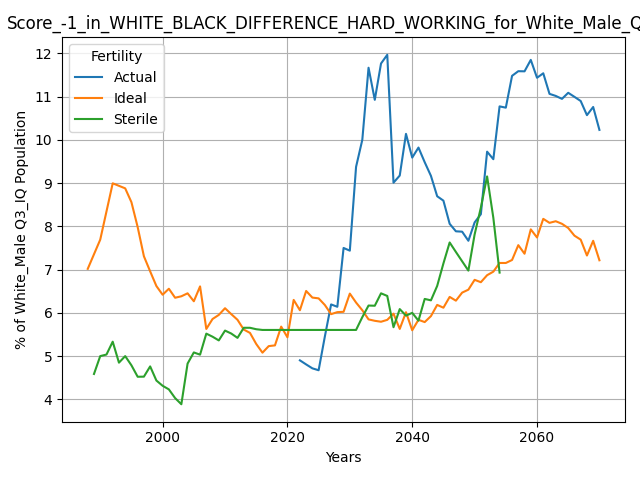 Score_-1_in_WHITE_BLACK_DIFFERENCE_HARD_WORKING_for_White_Male_Q
Fertility
Actual
Ideal
Sterile
% of White_Male Q3_IQ Population
12
11
10
9
8
7
6
5
4
2000 2020 2040 2060
Years